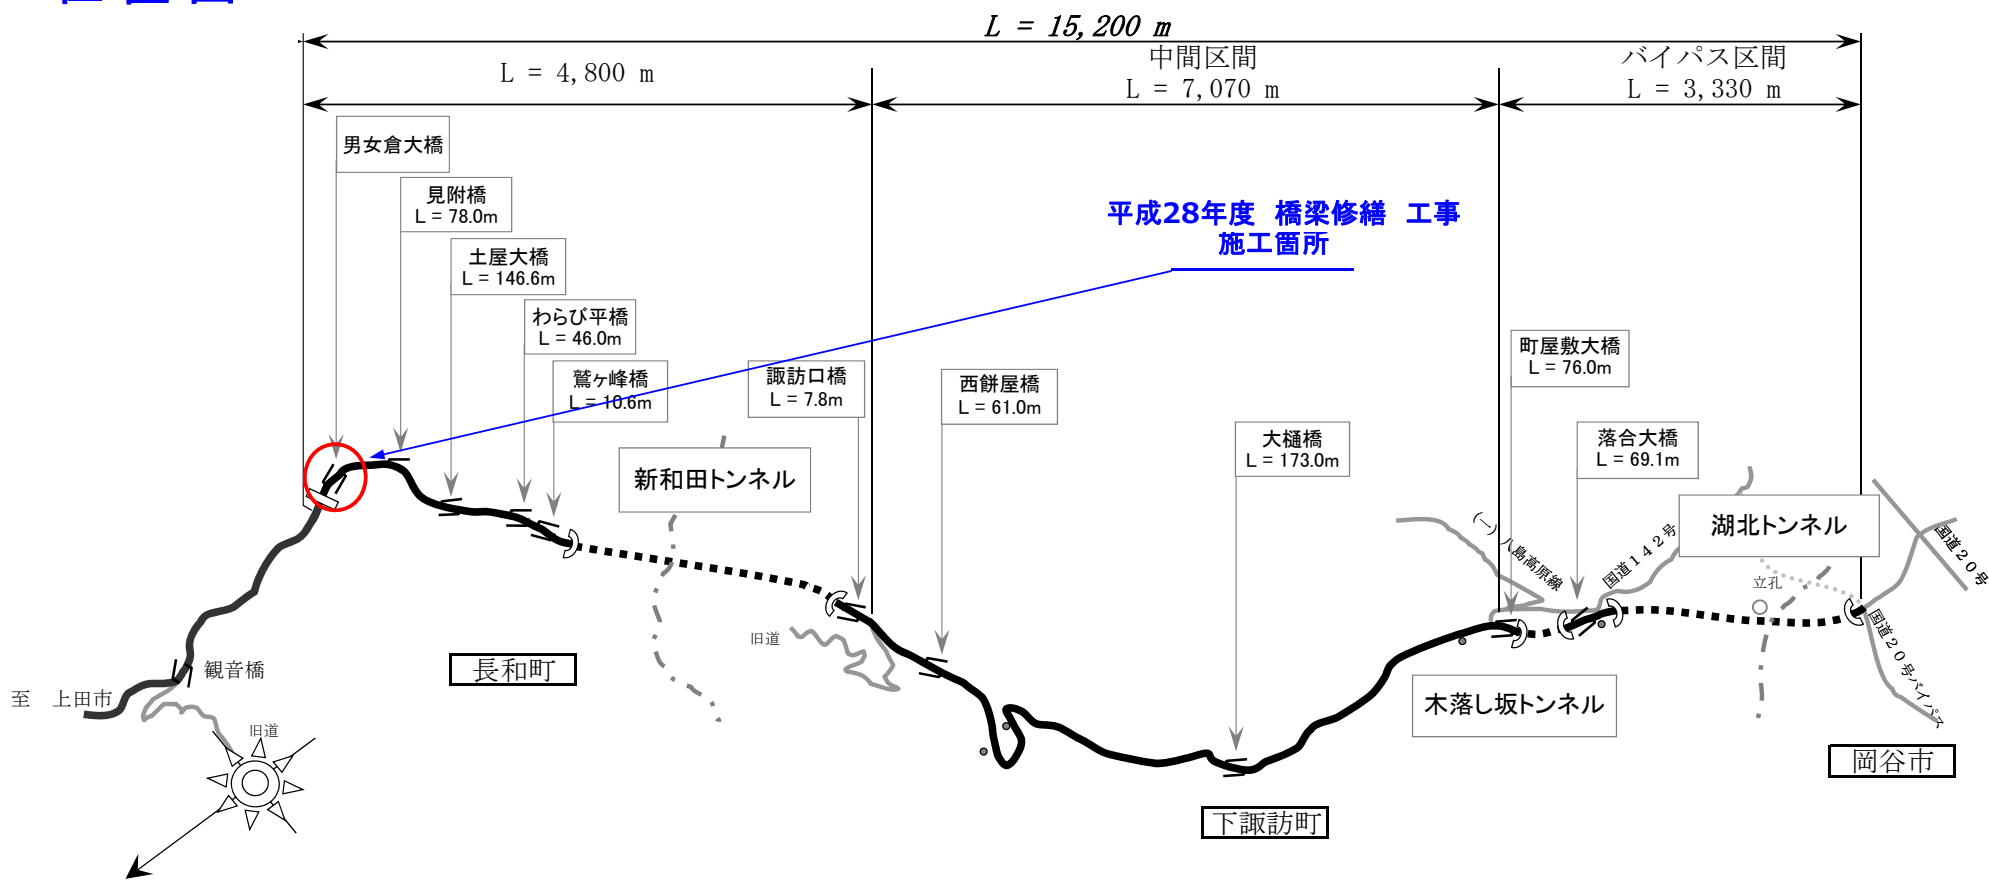 L = 15,200 m
L = 4,800 m
中間区間
L = 7,070 m
バイパス区間
L = 3,330 m
男女倉大橋
見附橋
L = 78.0m
土屋大橋
L = 146.6m
わらび平橋
L = 46.0m
鷲ヶ峰橋
L = 10.6m
平成28年度 橋梁修繕 工事
施工箇所
諏訪口橋
L = 7.8m
西餅屋橋
L = 61.0m
大樋橋
L = 173.0m
町屋敷大橋
L = 76.0m
落合大橋
L = 69.1m
新和田トンネル
湖北トンネル
木落し坂トンネル
(一)八島高原線
国道142号
国道20号
国道20号バイパス
立孔
旧道
長和町
観音橋
至 上田市
旧道
下諏訪町
岡谷市